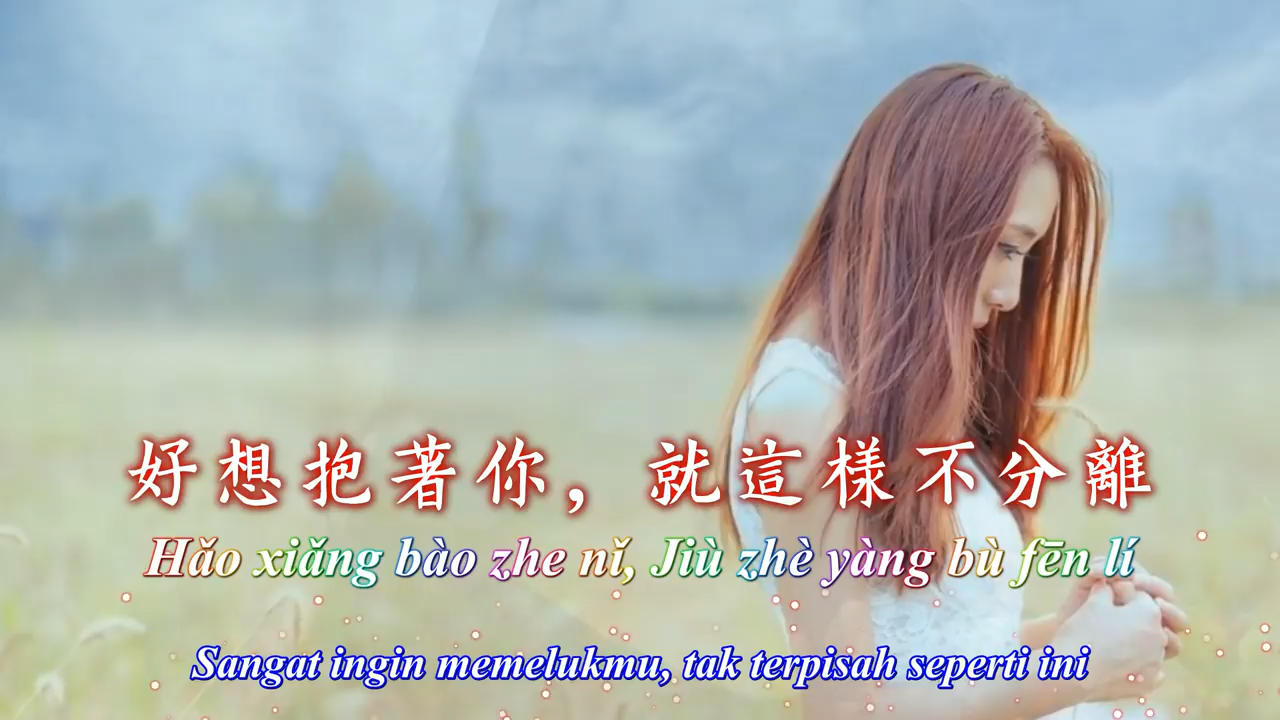 好想抱著你，就這樣不分離
Hǎo xiǎng bào zhe nǐ, Jiù zhè yàng bù fēn lí
Sangat ingin memelukmu, tak terpisah seperti ini